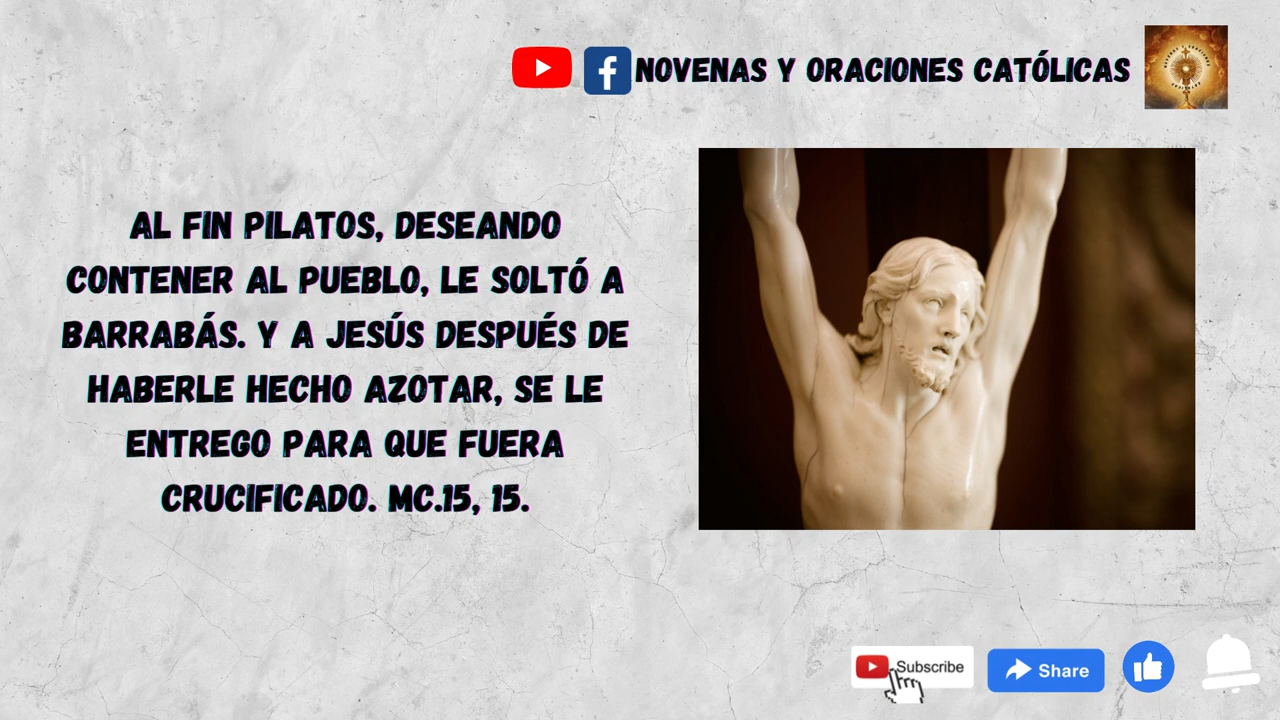 NOVENAS Y ORACIONES CATÓLICAS
AL FIN PILATOS, DESEANDO
CONTENER AL PUEBLO, LE SOLTÓ A
BARRABÁS. Y A JESÚS DESPUÉS DE
HABERLE HECHO AZOTAR, SE LE
ENTREGO PARA QUE FUERA
CRUCIFICADO. MC.15, 15.
Subscribe
Share